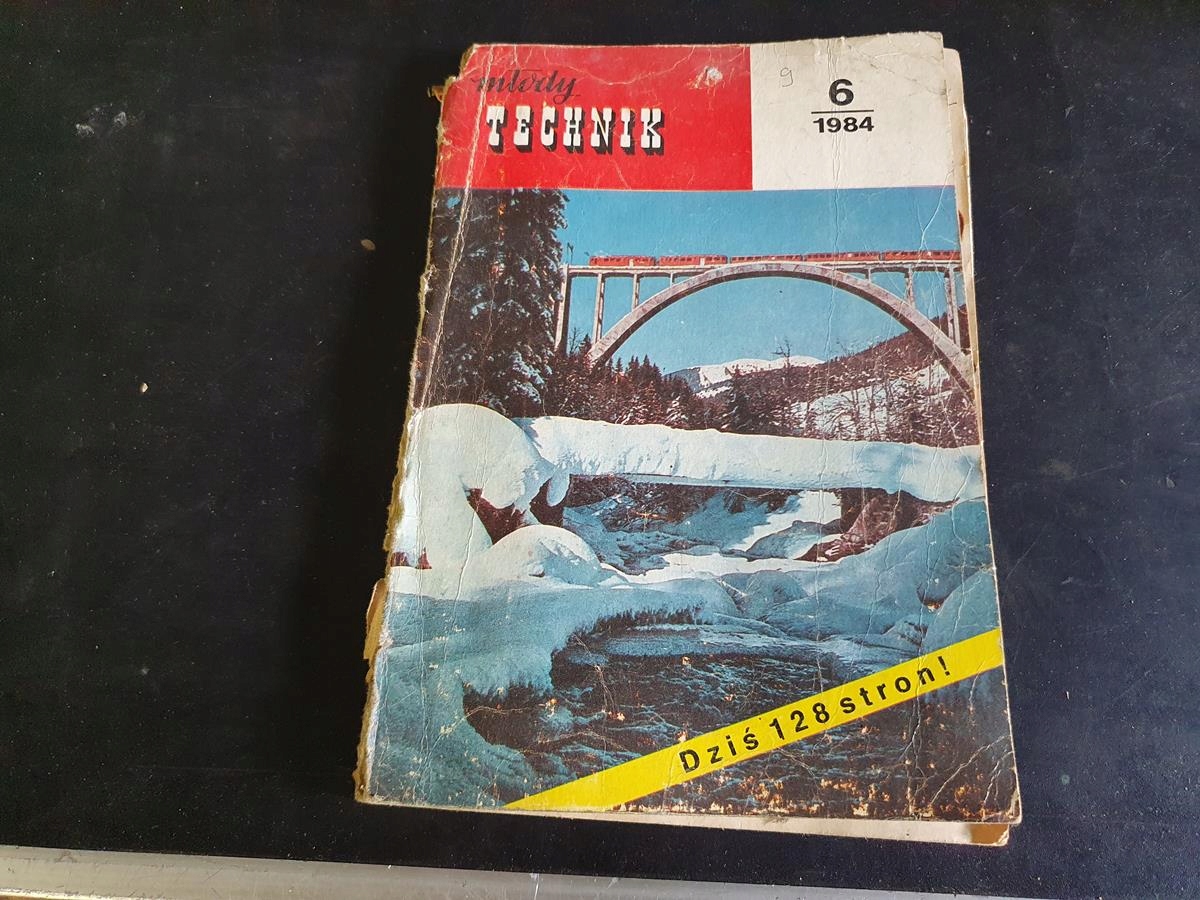 młody
TECHNIK
9
6
1984
Dziś 128 stron!